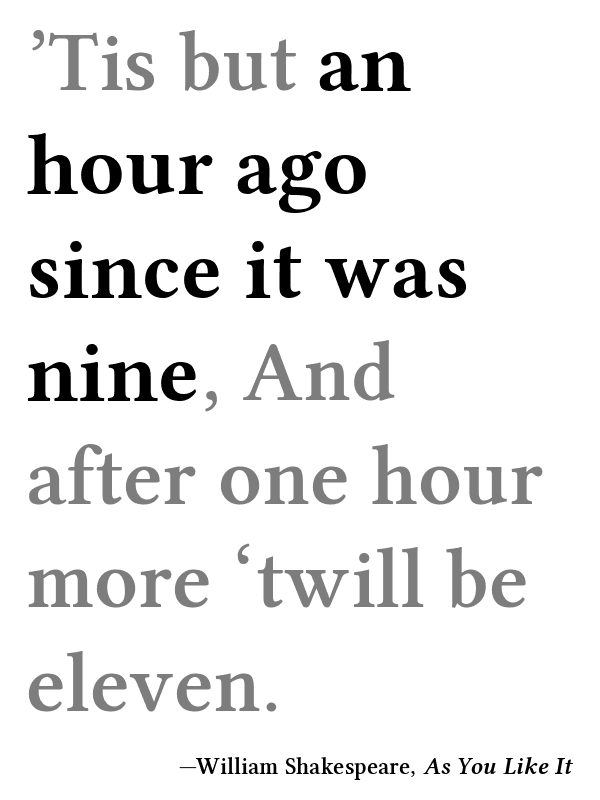 ’Tis but an
hour ago
since it was
nine, And
after one hour
more ‘twill be
eleven.
—William Shakespeare, As You Like It